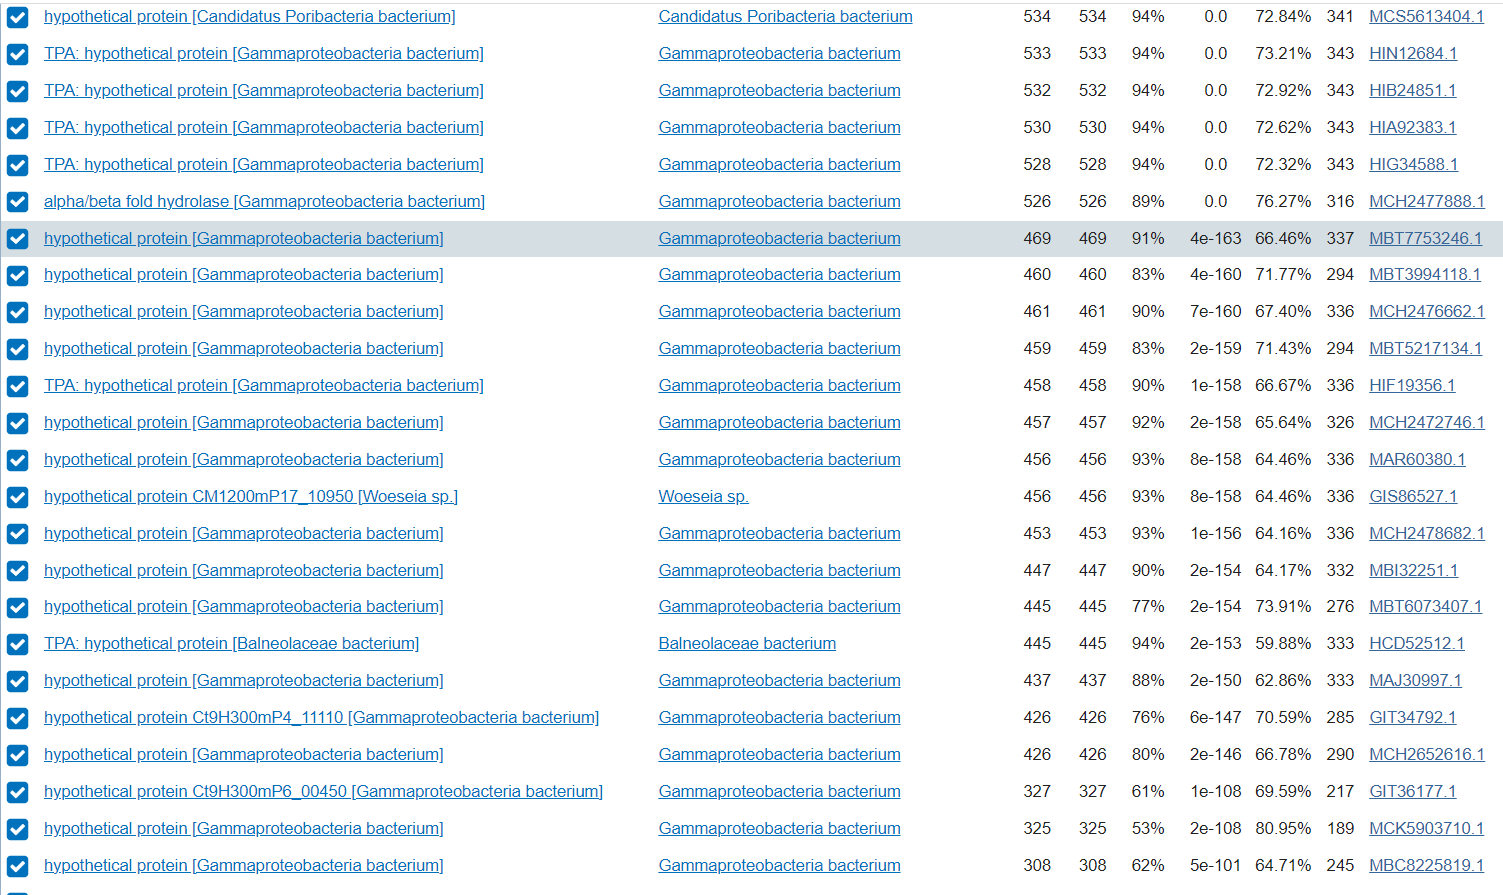 hypothetical protein [Candidatus Poribacteria bacterium] Candidatus Poribacteria bacterium 534 534 94% 0.0 72.84% 341 MCS5613404.1
TPA: hypothetical protein [Gammaproteobacteria bacterium] Gammaproteobacteria bacterium 533 533 94% 0.0 73.21% 343 HIN12684.1
TPA: hypothetical protein [Gammaproteobacteria bacterium] Gammaproteobacteria bacterium 532 532 94% 0.0 72.92% 343 HIB24851.1
TPA: hypothetical protein [Gammaproteobacteria bacterium] Gammaproteobacteria bacterium 530 530 94% 0.0 72.62% 343 HIA92383.1
TPA: hypothetical protein [Gammaproteobacteria bacterium] Gammaproteobacteria bacterium 528 528 94% 0.0 72.32% 343 HIG34588.1
alpha/beta fold hydrolase [Gammaproteobacteria bacterium] Gammaproteobacteria bacterium 526 526 89% 0.0 76.27% 316 MCH2477888.1
hypothetical protein [Gammaproteobacteria bacterium] Gammaproteobacteria bacterium 469 469 91% 4e-163 66.46% 337 MBT7753246.1
hypothetical protein [Gammaproteobacteria bacterium] Gammaproteobacteria bacterium 460 460 83% 4e-160 71.77% 294 MBT3994118.1
hypothetical protein [Gammaproteobacteria bacterium] Gammaproteobacteria bacterium 461 461 90% 7e-160 67.40% 336 MCH2476662.1
hypothetical protein [Gammaproteobacteria bacterium] Gammaproteobacteria bacterium 459 459 83% 2e-159 71.43% 294 MBT5217134.1
TPA: hypothetical protein [Gammaproteobacteria bacterium] Gammaproteobacteria bacterium 458 458 90% 1e-158 66.67% 336 HIF19356.1
hypothetical protein [Gammaproteobacteria bacterium] Gammaproteobacteria bacterium 457 457 92% 2e-158 65.64% 326 MCH2472746.1
hypothetical protein [Gammaproteobacteria bacterium] Gammaproteobacteria bacterium 456 456 93% 8e-158 64.46% 336 MAR60380.1
hypothetical protein CM1200mP17_10950 [Woeseia sp.] Woeseia sp. 456 456 93% 8e-158 64.46% 336 GIS86527.1
hypothetical protein [Gammaproteobacteria bacterium] Gammaproteobacteria bacterium 453 453 93% 1e-156 64.16% 336 MCH2478682.1
hypothetical protein [Gammaproteobacteria bacterium] Gammaproteobacteria bacterium 447 447 90% 2e-154 64.17% 332 MBI32251.1
hypothetical protein [Gammaproteobacteria bacterium] Gammaproteobacteria bacterium 445 445 77% 2e-154 73.91% 276 MBT6073407.1
TPA: hypothetical protein [Balneolaceae bacterium] Balneolaceae bacterium 445 445 94% 2e-153 59.88% 333 HCD52512.1
hypothetical protein [Gammaproteobacteria bacterium] Gammaproteobacteria bacterium 437 437 88% 2e-150 62.86% 333 MAJ30997.1
hypothetical protein Ct9H300mP4_11110 [Gammaproteobacteria bacterium] Gammaproteobacteria bacterium 426 426 76% 6e-147 70.59% 285 GIT34792.1
hypothetical protein [Gammaproteobacteria bacterium] Gammaproteobacteria bacterium 426 426 80% 2e-146 66.78% 290 MCH2652616.1
hypothetical protein Ct9H300mP6_00450 [Gammaproteobacteria bacterium] Gammaproteobacteria bacterium 327 327 61% 1e-108 69.59% 217 GIT36177.1
hypothetical protein [Gammaproteobacteria bacterium] Gammaproteobacteria bacterium 325 325 53% 2e-108 80.95% 189 MCK5903710.1
hypothetical protein [Gammaproteobacteria bacterium] Gammaproteobacteria bacterium 308 308 62% 5e-101 64.71% 245 MBC8225819.1